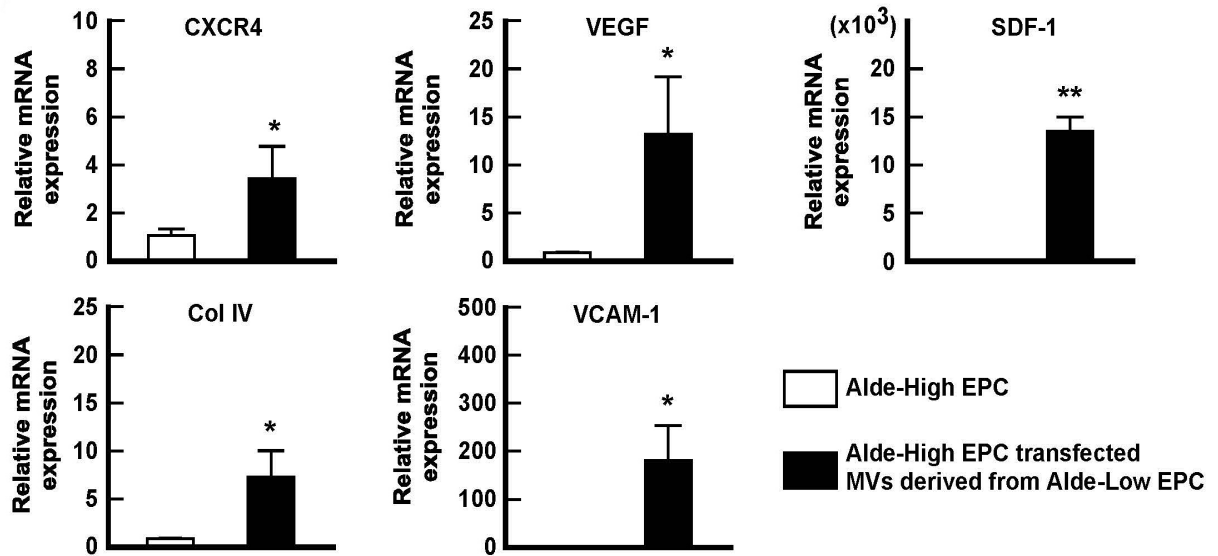 CXCR4
Relative mRNA
expression
10
8
6
4
2
0
*
VEGF
Relative mRNA
expression
25
20
15
10
5
0
*
(x10³)
SDF-1
Relative mRNA
expression
20
15
10
5
0
**
Col IV
Relative mRNA
expression
25
20
15
10
5
0
*
VCAM-1
Relative mRNA
expression
500
400
300
200
100
0
*
Alde-High EPC
Alde-High EPC transfected
MVs derived from Alde-Low EPC